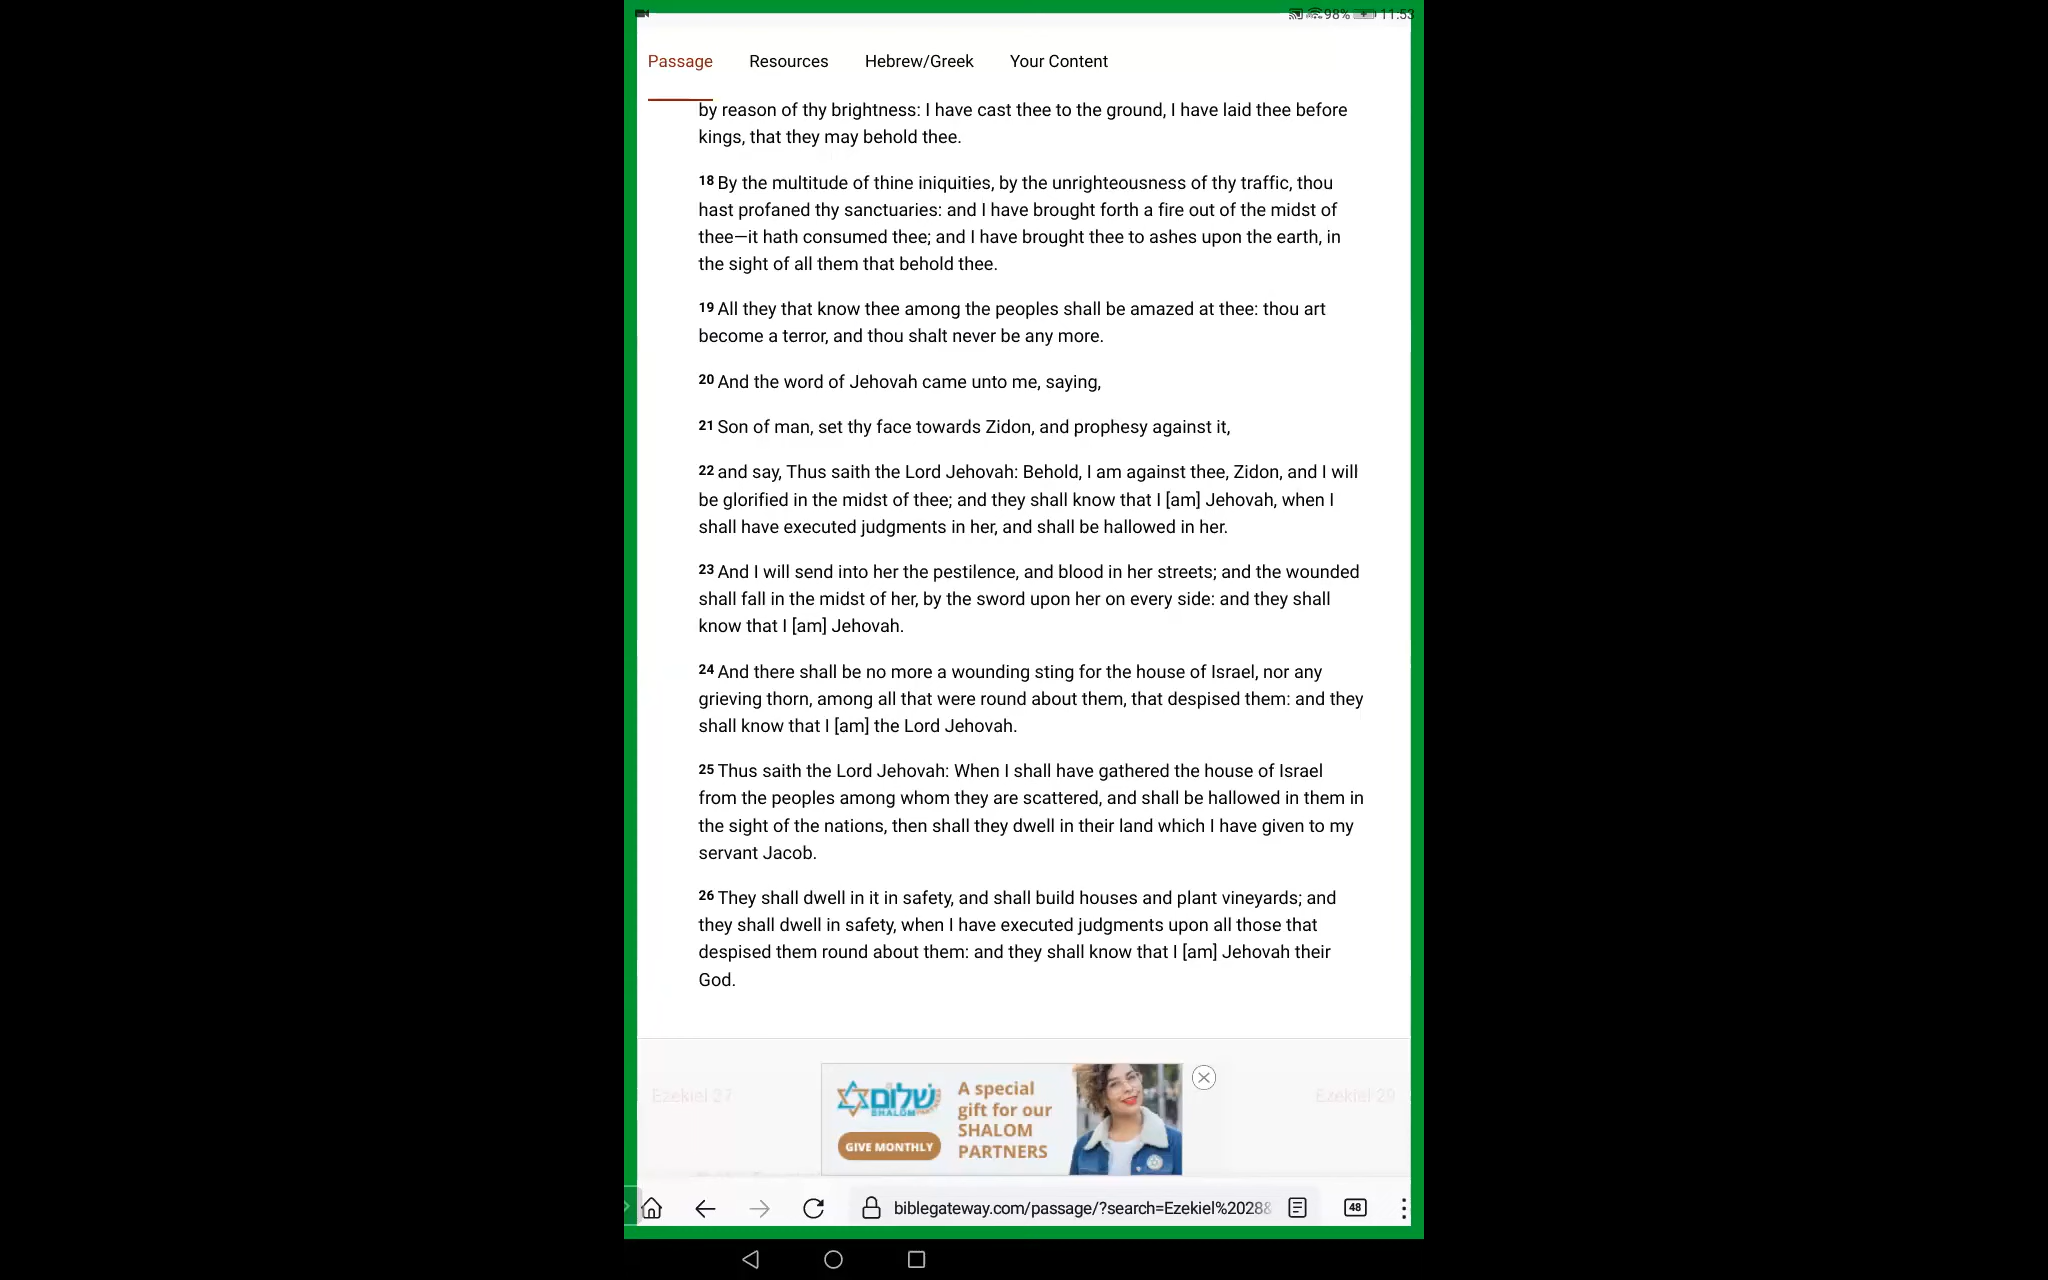 98% 11:53
Passage Resources Hebrew/Greek Your Content
by reason of thy brightness: I have cast thee to the ground, I have laid thee before
kings, that they may behold thee.
18 By the multitude of thine iniquities, by the unrighteousness of thy traffic, thou
hast profaned thy sanctuaries: and I have brought forth a fire out of the midst of
thee—it hath consumed thee; and I have brought thee to ashes upon the earth, in
the sight of all them that behold thee.
19 All they that know thee among the peoples shall be amazed at thee: thou art
become a terror, and thou shalt never be any more.
20 And the word of Jehovah came unto me, saying,
21 Son of man, set thy face towards Zidon, and prophesy against it,
22 and say, Thus saith the Lord Jehovah: Behold, I am against thee, Zidon, and I will
be glorified in the midst of thee; and they shall know that I [am] Jehovah, when I
shall have executed judgments in her, and shall be hallowed in her.
23 And I will send into her the pestilence, and blood in her streets; and the wounded
shall fall in the midst of her, by the sword upon her on every side: and they shall
know that I [am] Jehovah.
24 And there shall be no more a wounding sting for the house of Israel, nor any
grieving thorn, among all that were round about them, that despised them: and they
shall know that I [am] the Lord Jehovah.
25 Thus saith the Lord Jehovah: When I shall have gathered the house of Israel
from the peoples among whom they are scattered, and shall be hallowed in them in
the sight of the nations, then shall they dwell in their land which I have given to my
servant Jacob.
26 They shall dwell in it in safety, and shall build houses and plant vineyards; and
they shall dwell in safety, when I have executed judgments upon all those that
despised them round about them: and they shall know that I [am] Jehovah their
God.
Ezekiel 27
שלום
SHALOM
GIVE MONTHLY
A special
gift for our
SHALOM
PARTNERS
Ezekiel 29
biblegateway.com/passage/?search=Ezekiel%2028&
48